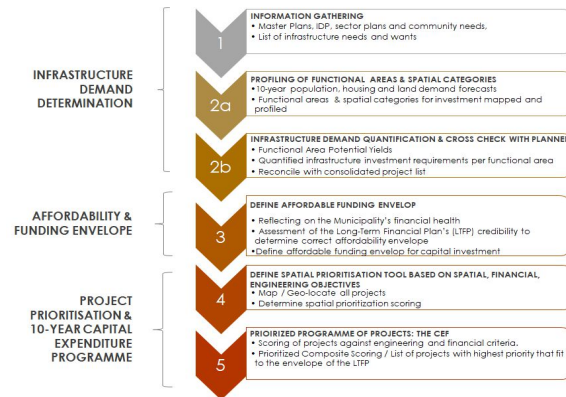 INFRASTRUCTURE
DEMAND
DETERMINATION
AFFORDABILITY &
FUNDING ENVELOPE
PROJECT
PRIORITISATION &
10-YEAR CAPITAL
EXPENDITURE
PROGRAMME
1
INFORMATION GATHERING
• Master Plans, IDP, sector plans and community needs,
• List of infrastructure needs and wants
2a
PROFILING OF FUNCTIONAL AREAS & SPATIAL CATEGORIES
• 10-year population, housing and land demand forecasts
• Functional areas & spatial categories for investment mapped and
profiled
2b
INFRASTRUCTURE DEMAND QUANTIFICATION & CROSS CHECK WITH PLANNE
• Functional Area Potential Yields
• Quantified infrastructure investment requirements per functional area
• Reconcile with consolidated project list
3
DEFINE AFFORDABLE FUNDING ENVELOP
• Reflecting on the Municipality's financial health
• Assessment of the Long-Term Financial Plan's (LTFP) credibility to
determine correct affordability envelope
•Define affordable funding envelop for capital investment
4
DEFINE SPATIAL PRIORITISATION TOOL BASED ON SPATIAL, FINANCIAL,
ENGINEERING OBJECTIVES
• Map / Geo-locate all projects
• Determine spatial prioritization scoring
5
PRIOIRIZED PROGRAMME OF PROJECTS: THE CEF
• Scoring of projects against engineering and financial criteria.
• Prioritized Composite Scoring / List of projects with highest priority that fit
to the envelope of the LTFP